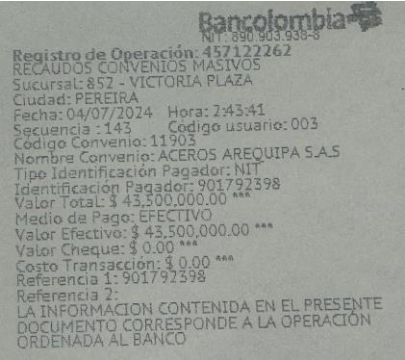 Bancolombia
NIT: 890.903.938-8
Registro de Operación: 457122262
RECAUDOS CONVENIOS MASIVOS
Sucursal: 852 - VICTORIA PLAZA
Ciudad: PEREIRA
Fecha: 04/07/2024 Hora: 2:43:41
Secuencia : 143 Código usuario: 003
Código Convenio: 11903
Nombre Convenio: ACEROS AREQUIPA S.A.S
Tipo Identificación Pagador: NIT
Identificación Pagador: 901792398
Valor Total: $ 43,500,000.00 ***
Medio de Pago: EFECTIVO
Valor Efectivo: $ 43,500,000.00 ***
Valor Cheque: $ 0.00 ***
Costo Transacción: $ 0.00 ***
Referencia 1: 901792398
Referencia 2:
LA INFORMACION CONTENIDA EN EL PRESENTE
DOCUMENTO CORRESPONDE A LA OPERACIÓN
ORDENADA AL BANCO